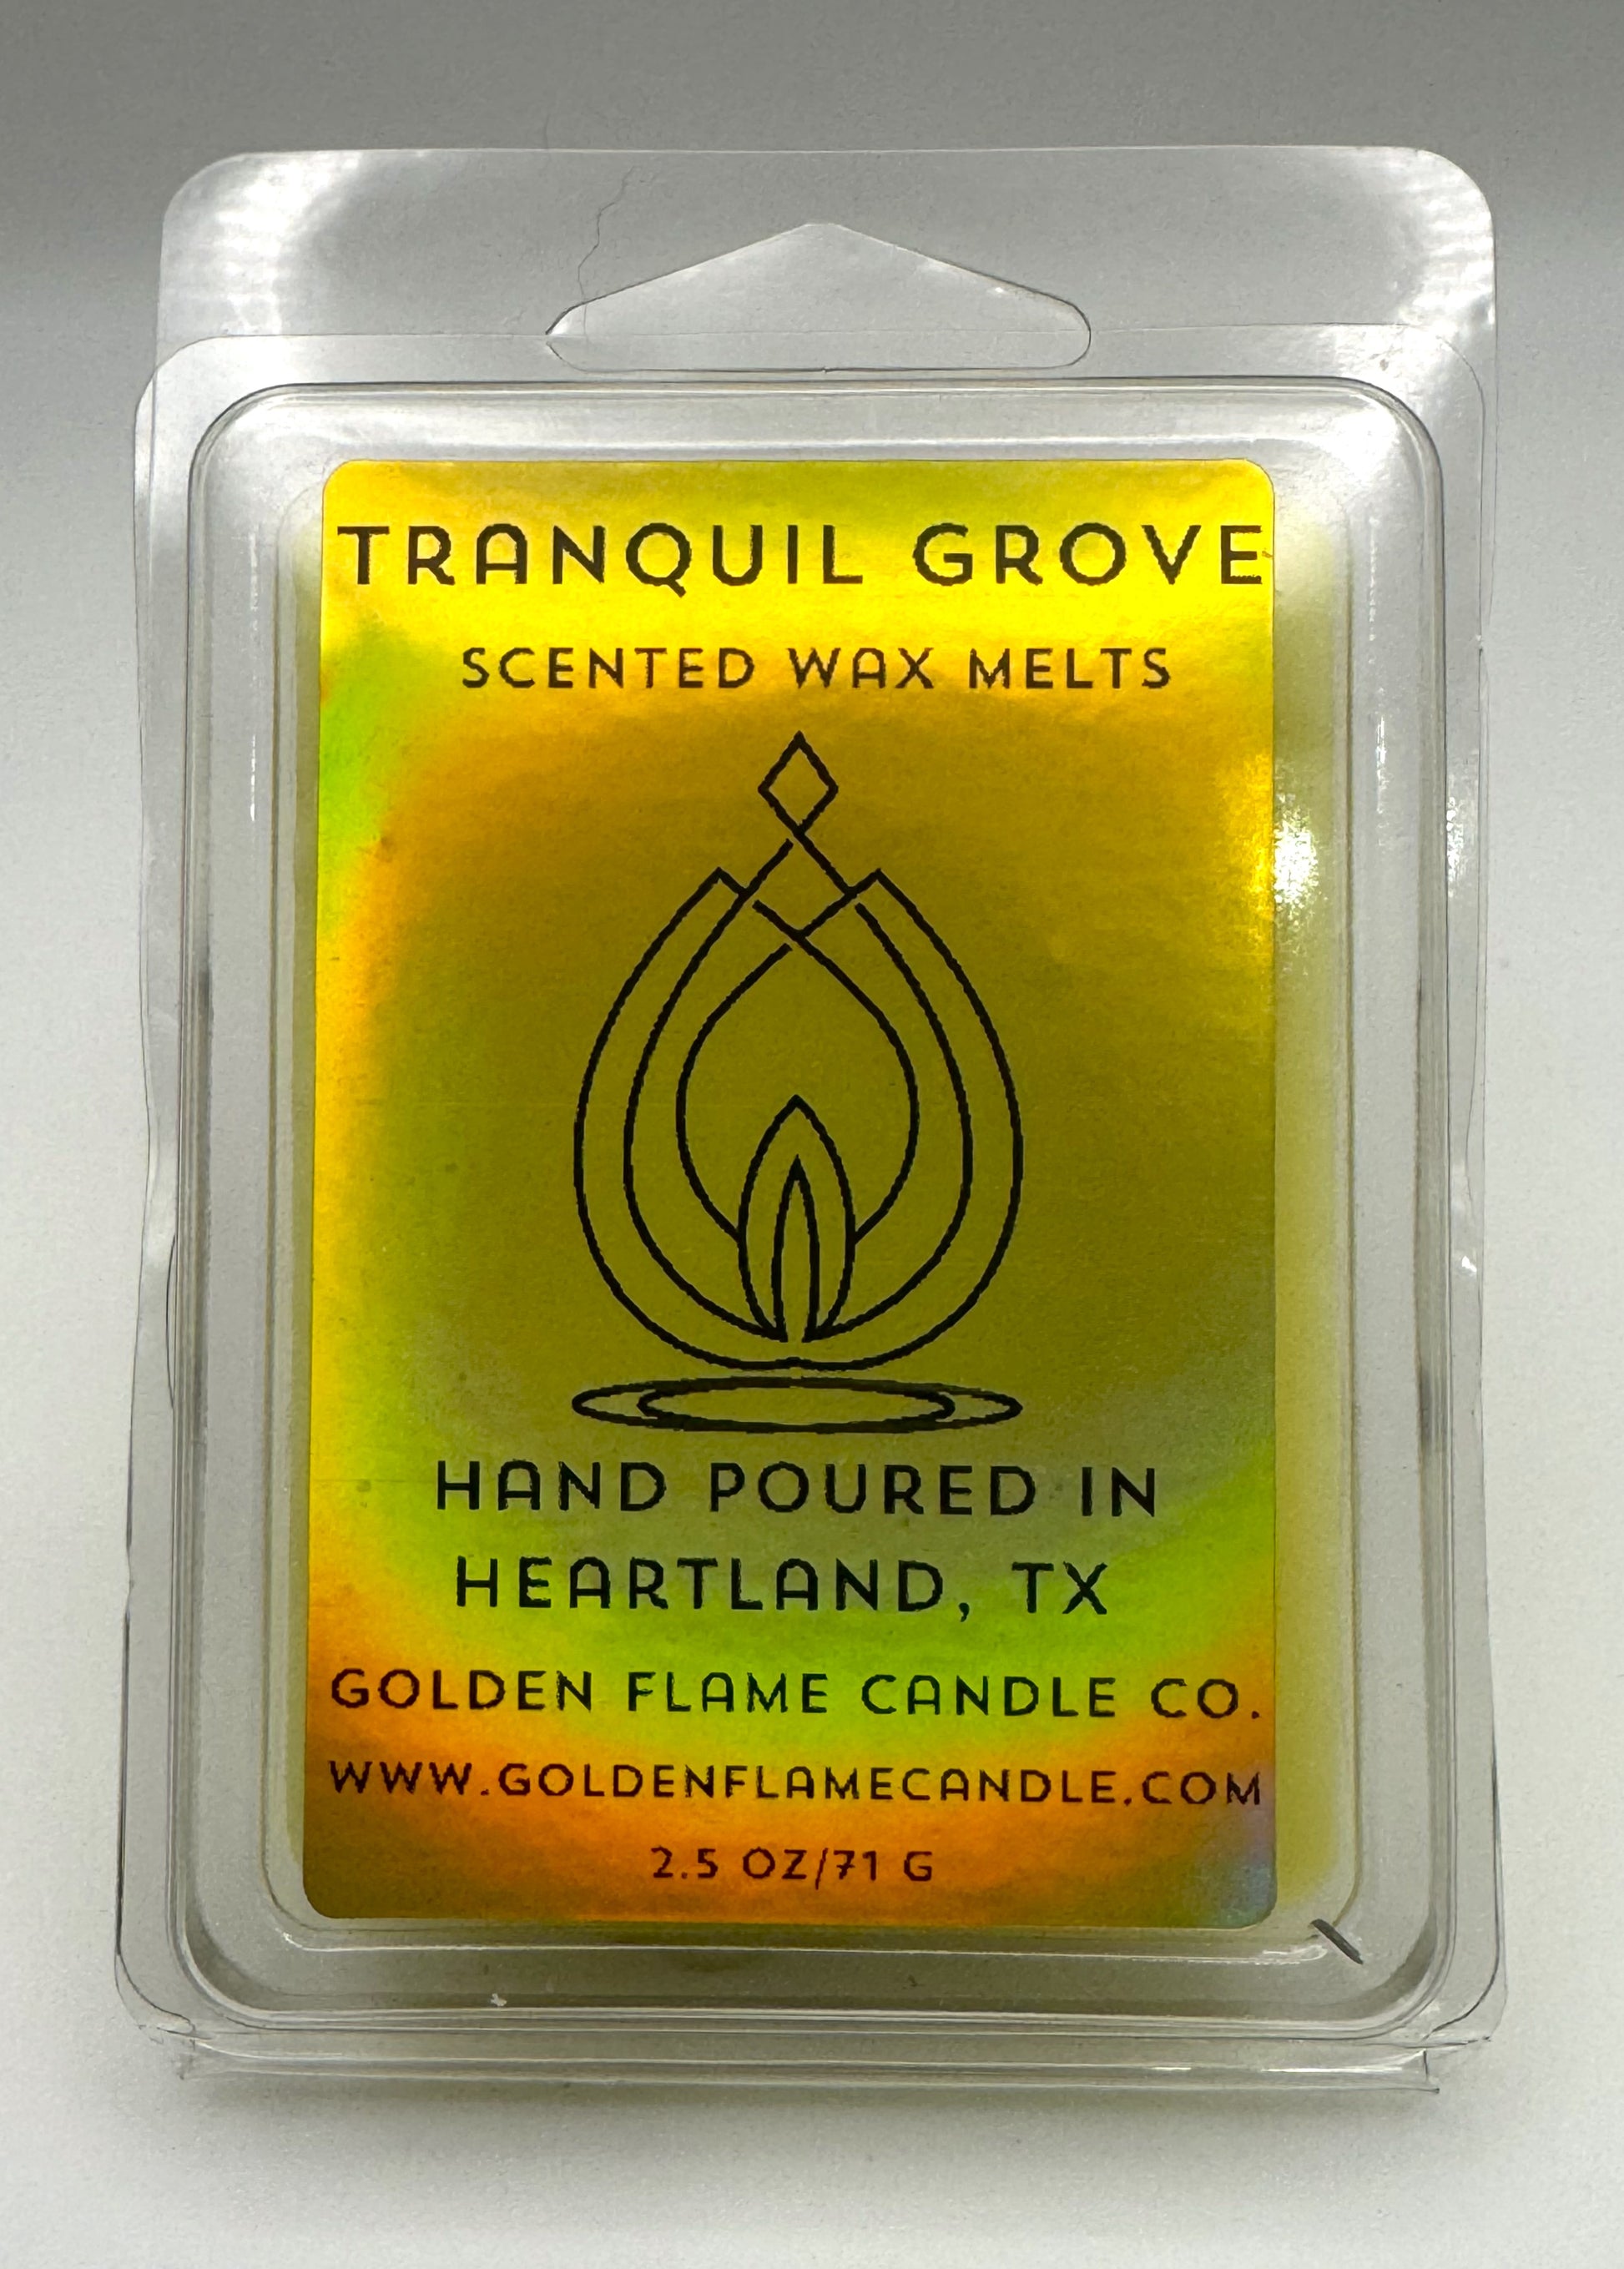 TRANQUIL GROVE
SCENTED WAX MELTS
HAND POURED IN
HEARTLAND, TX
GOLDEN FLAME CANDLE CO.
WWW.GOLDENFLAMECANDLE.COM
2.5 OZ/71 G